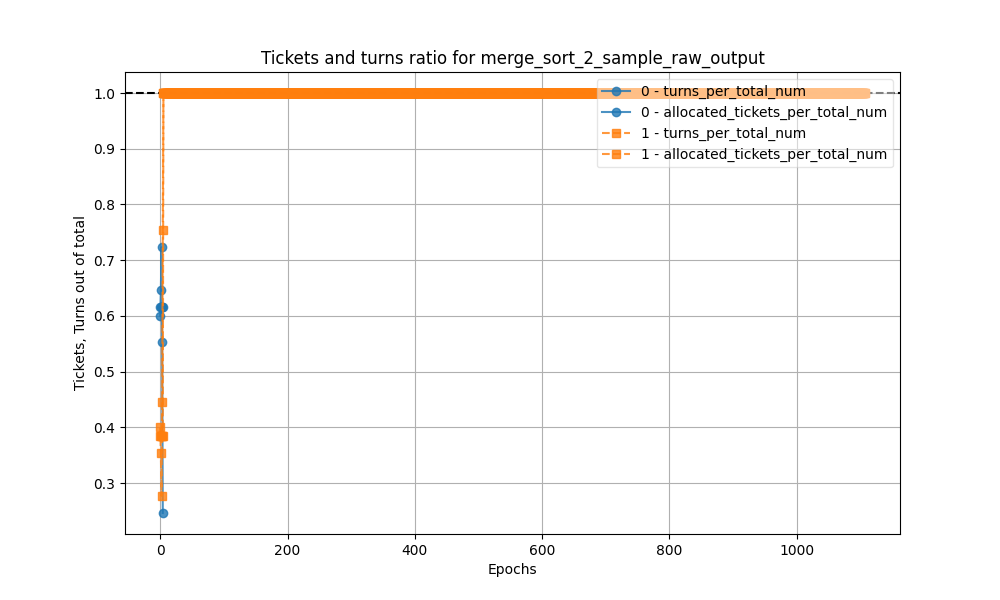 Tickets and turns ratio for merge_sort_2_sample_raw_output
1.0
0.9
0.8
0.7
0.6
0.5
0.4
0.3
Tickets, Turns out of total
0 - turns_per_total_num
0 - allocated_tickets_per_total_num
1 - turns_per_total_num
1 - allocated_tickets_per_total_num
0 200 400 600 800 1000
Epochs